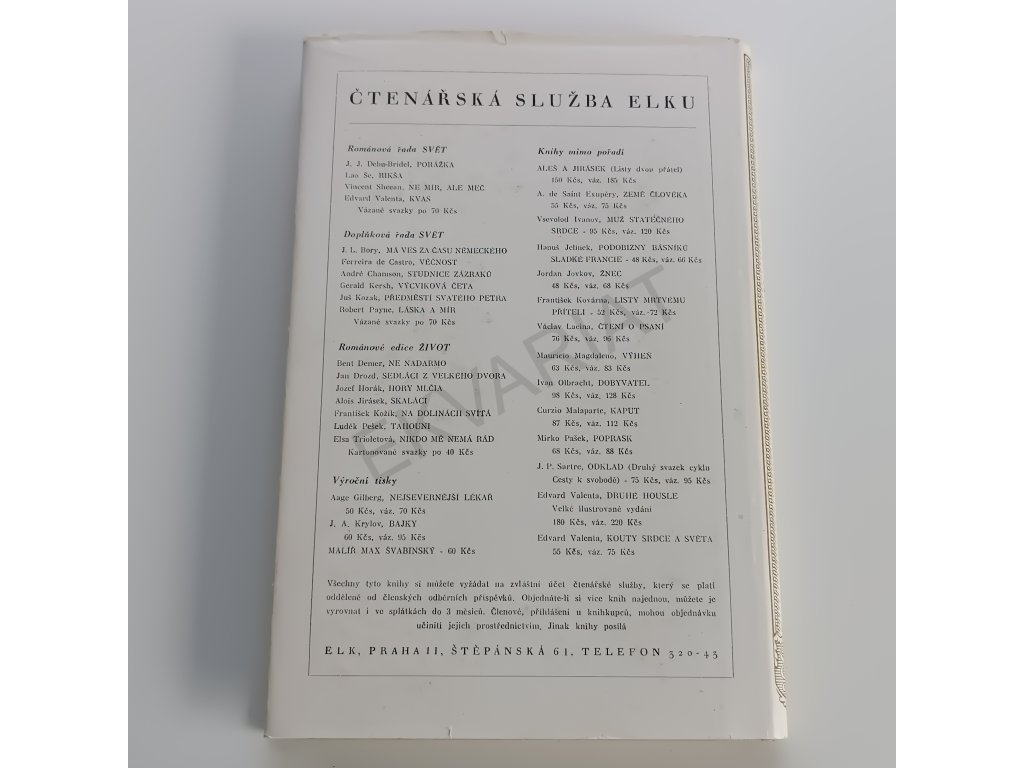 ČTENÁŘSKÁ SLUŽBA ELKU
Románová řada SVĚT
J. J. Debu-Bridel, PORÁŽKA
Lao Še, RIKŠA
Vincent Sheean, NE MÍR, ALE MEČ
Edvard Valenta, KVAS
Vázané svazky po 70 Kčs
Doplňková řada SVĚT
J. L. Bory, MÁ VES ZA ČASU NĚMECKÉHO
Ferreira de Castro, VĚČNOST
André Chamson, STUDNICE ZÁZRAKŮ
Gerald Kersh, VÝCVIKOVÁ ČETA
Juš Kozak, PŘEDMĚSTÍ SVATÉHO PETRA
Robert Payne, LÁSKA A MÍR
Vázané svazky po 70 Kčs
Románové edice ŽIVOT
Bent Demer, NE NADARMO
Jan Drozd, SEDLÁCI Z VELKÉHO DVORA
Jozef Horák, HORY MLČIA
Alois Jirásek, SKALÁCI
František Kožík, NA DOLINÁCH SVÍTÁ
Luděk Pešek, TAHOUNI
Elsa Trioletová, NIKDO MĚ NEMÁ RÁD
Kartonované svazky po 40 Kčs
Výroční tisky
Aage Gilberg, NEJSEVERNĚJŠÍ LÉKAŘ
50 Kčs, váz. 70 Kčs
J. A. Krylov, BAJKY
60 Kčs, váz. 95 Kčs
MALÍŘ MAX ŠVABINSKÝ - 60 Kčs
Knihy mimo pořadí
ALEŠ A JIRÁSEK (Listy dvou přátel)
150 Kčs, váz. 185 Kčs
A. de Saint Exupéry, ZEMĚ ČLOVĚKA
55 Kčs, váz. 75 Kčs
Vsevolod Ivanov, MUŽ STATEČNÉHO
SRDCE - 95 Kčs, váz. 120 Kčs
Hanuš Jelínek, PODOBIZNY BÁSNÍKŮ
SLADKÉ FRANCIE - 48 Kčs, váz. 66 Kčs
Jordan Jovkov, ŽNEC
48 Kčs, váz. 68 Kčs
František Kovárna, LISTY MRTVÉMU
PŘÍTELI - 52 Kčs, váz. 72 Kčs
Václav Lacina, ČTENÍ O PSANÍ
76 Kčs, váz. 96 Kčs
Mauricio Magdaleno, VÝHEŇ
63 Kčs, váz. 83 Kčs
Ivan Olbracht, DOBYVATEL
98 Kčs, váz. 128 Kčs
Curzio Malaparte, KAPUT
87 Kčs, váz. 112 Kčs
Mirko Pašek, POPRASK
68 Kčs, váz. 88 Kčs
J. P. Sartre, ODKLAD (Druhý svazek cyklu
Cesty k svobodě) - 75 Kčs, váz. 95 Kčs
Edvard Valenta, DRUHÉ HOUSLE
Velké ilustrované vydání
180 Kčs, váz. 220 Kčs
Edvard Valenta, KOUTY SRDCE A SVĚTA
55 Kčs, váz. 75 Kčs
Všechny tyto knihy si můžete vyžádat na zvláštní účet čtenářské služby, který se platí
odděleně od členských odběrních příspěvků. Objednáte-li si více knih najednou, můžete je
vyrovnat i ve splátkách do 3 měsíců. Členové, přihlášení u knihkupců, mohou objednávku
učiniti jejich prostřednictvím. Jinak knihy posílá
ELK, PRAHA II, ŠTĚPÁNSKÁ 61, TELEFON 320-43
EKVARIÁT